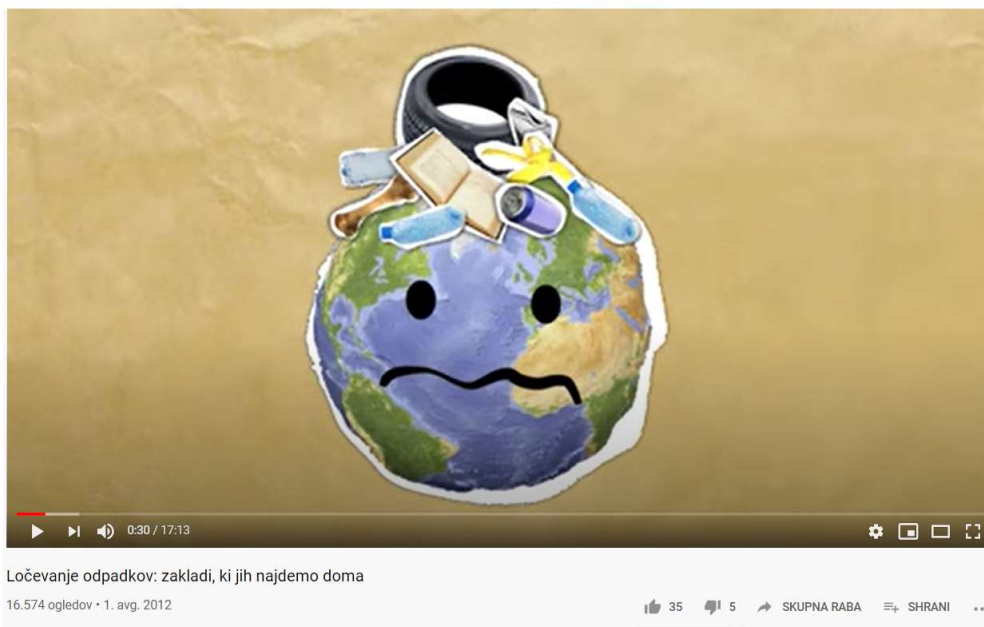 0:30 / 17:13
Ločevanje odpadkov: zakladi, ki jih najdemo doma
16.574 ogledov • 1. avg. 2012
35 5 SKUPNA RABA SHRANI